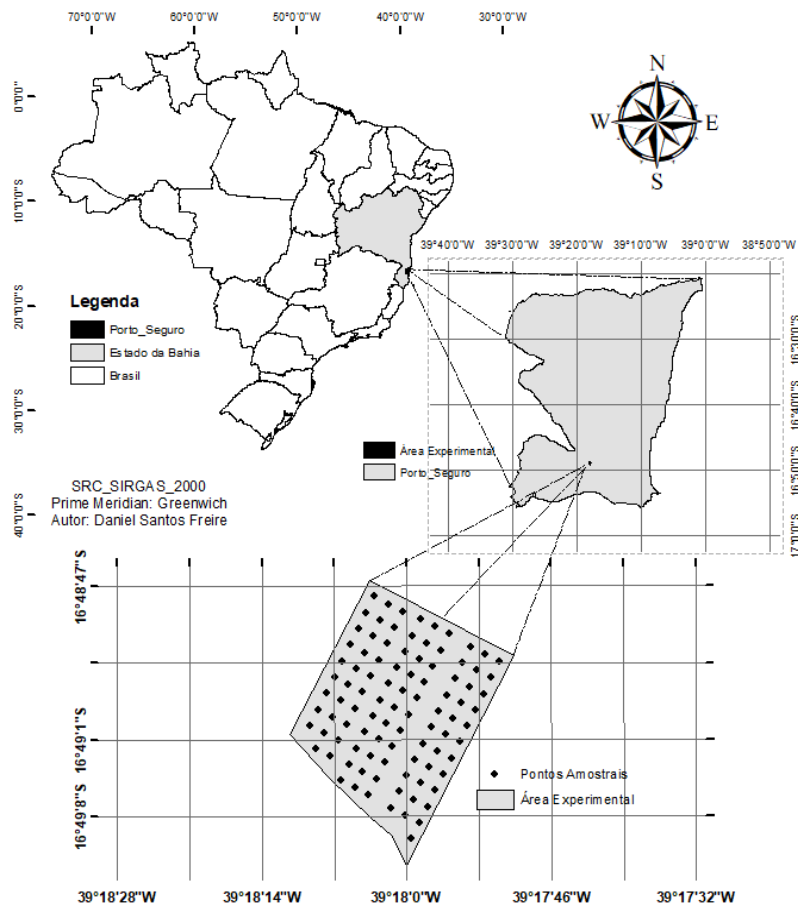 70°0'0"W 60°0'0"W 50°0'0"W 40°0'0"W 30°0'0"W
0°0'0"
10°0'0"S
20°0'0"S
30°0'0"S
40°0'0"S
N
W
E
S
Legenda
Porto_Seguro
Estado da Bahia
Brasil
39°40'0"W 39°30'0"W 39°20'0"W 39°10'0"W 39°0'0"W 38°50'0"W
16°30'0"S
16°40'0"S
16°50'0"S
17°0'0"S
Área Experimental
Porto_Seguro
SRC_SIRGAS_2000
Prime Meridian: Greenwich
Autor: Daniel Santos Freire
16°48'47"S
16°49'1"S
16°49'8"S
Pontos Amostrais
Área Experimental
39°18'28"W 39°18'14"W 39°18'0"W 39°17'46"W 39°17'32"W